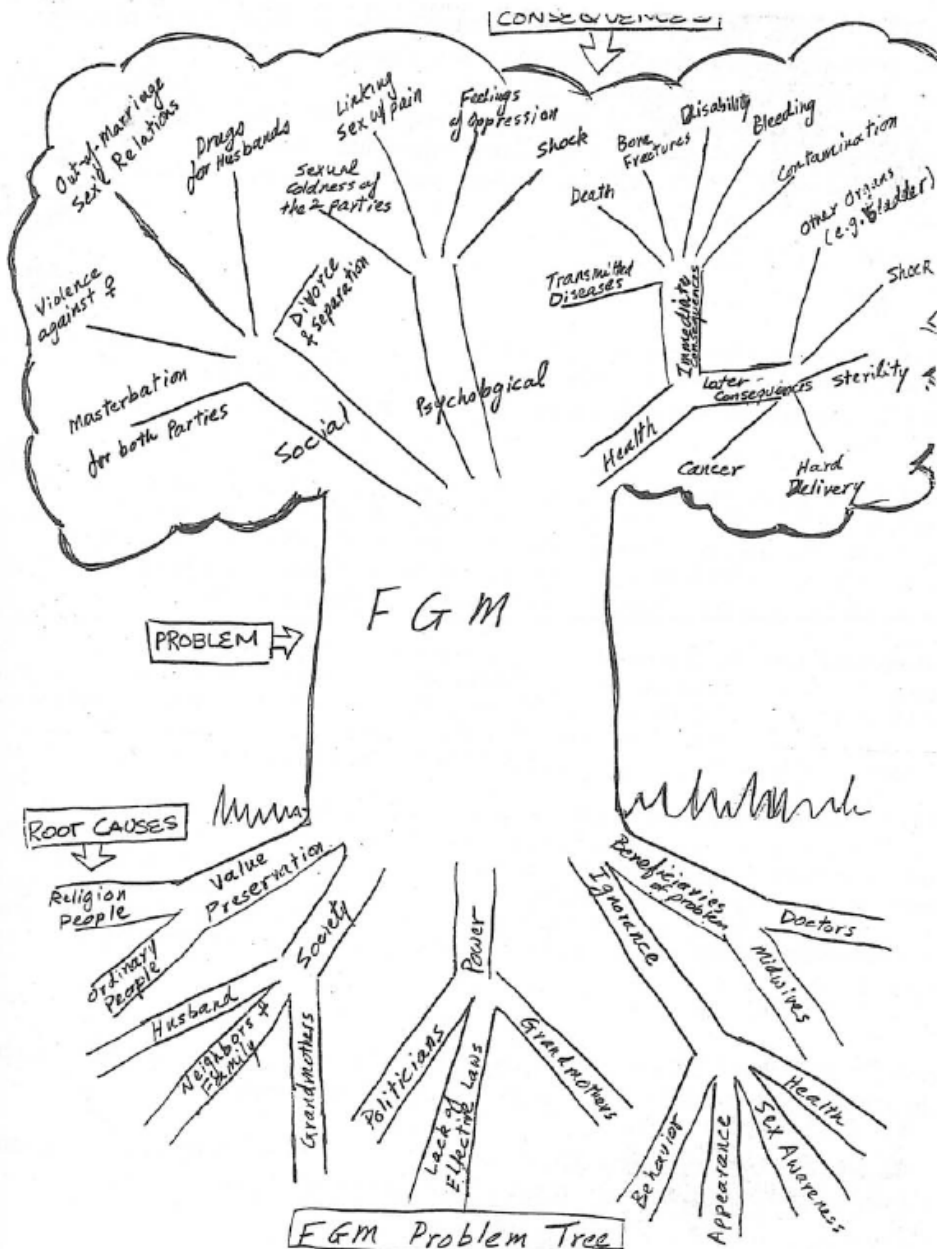 CONSEQUENCES
Out-of-Marriage
Sexual Relations
Drugs
for Husbands
Linking
sex w/ pain
Feelings
of Oppression
Shock
Sexual
Coldness of
the 2 parties
Violence
against ♀
Masterbation
for both Parties
Divorce
& separation
Social
Psychological
Death
Bone
Fractures
Disability
Bleeding
Contamination
Transmitted
Diseases
Immediate
Consequences
Other Organs
(e.g. Bladder)
Shock
Later
Consequences
Sterility
Health
Cancer
Hard
Delivery
FGM
PROBLEM
ROOT CAUSES
Religion
People
Value
Preservation
Ordinary
People
Society
Husband
Neighbors &
Family
Grandmothers
Power
Politicians
Lack of
Effective Laws
Grandmothers
Ignorance
Beneficiaries
of problem
Doctors
Midwives
Behavior
Appearance
Sex Awareness
Health
FGM Problem Tree